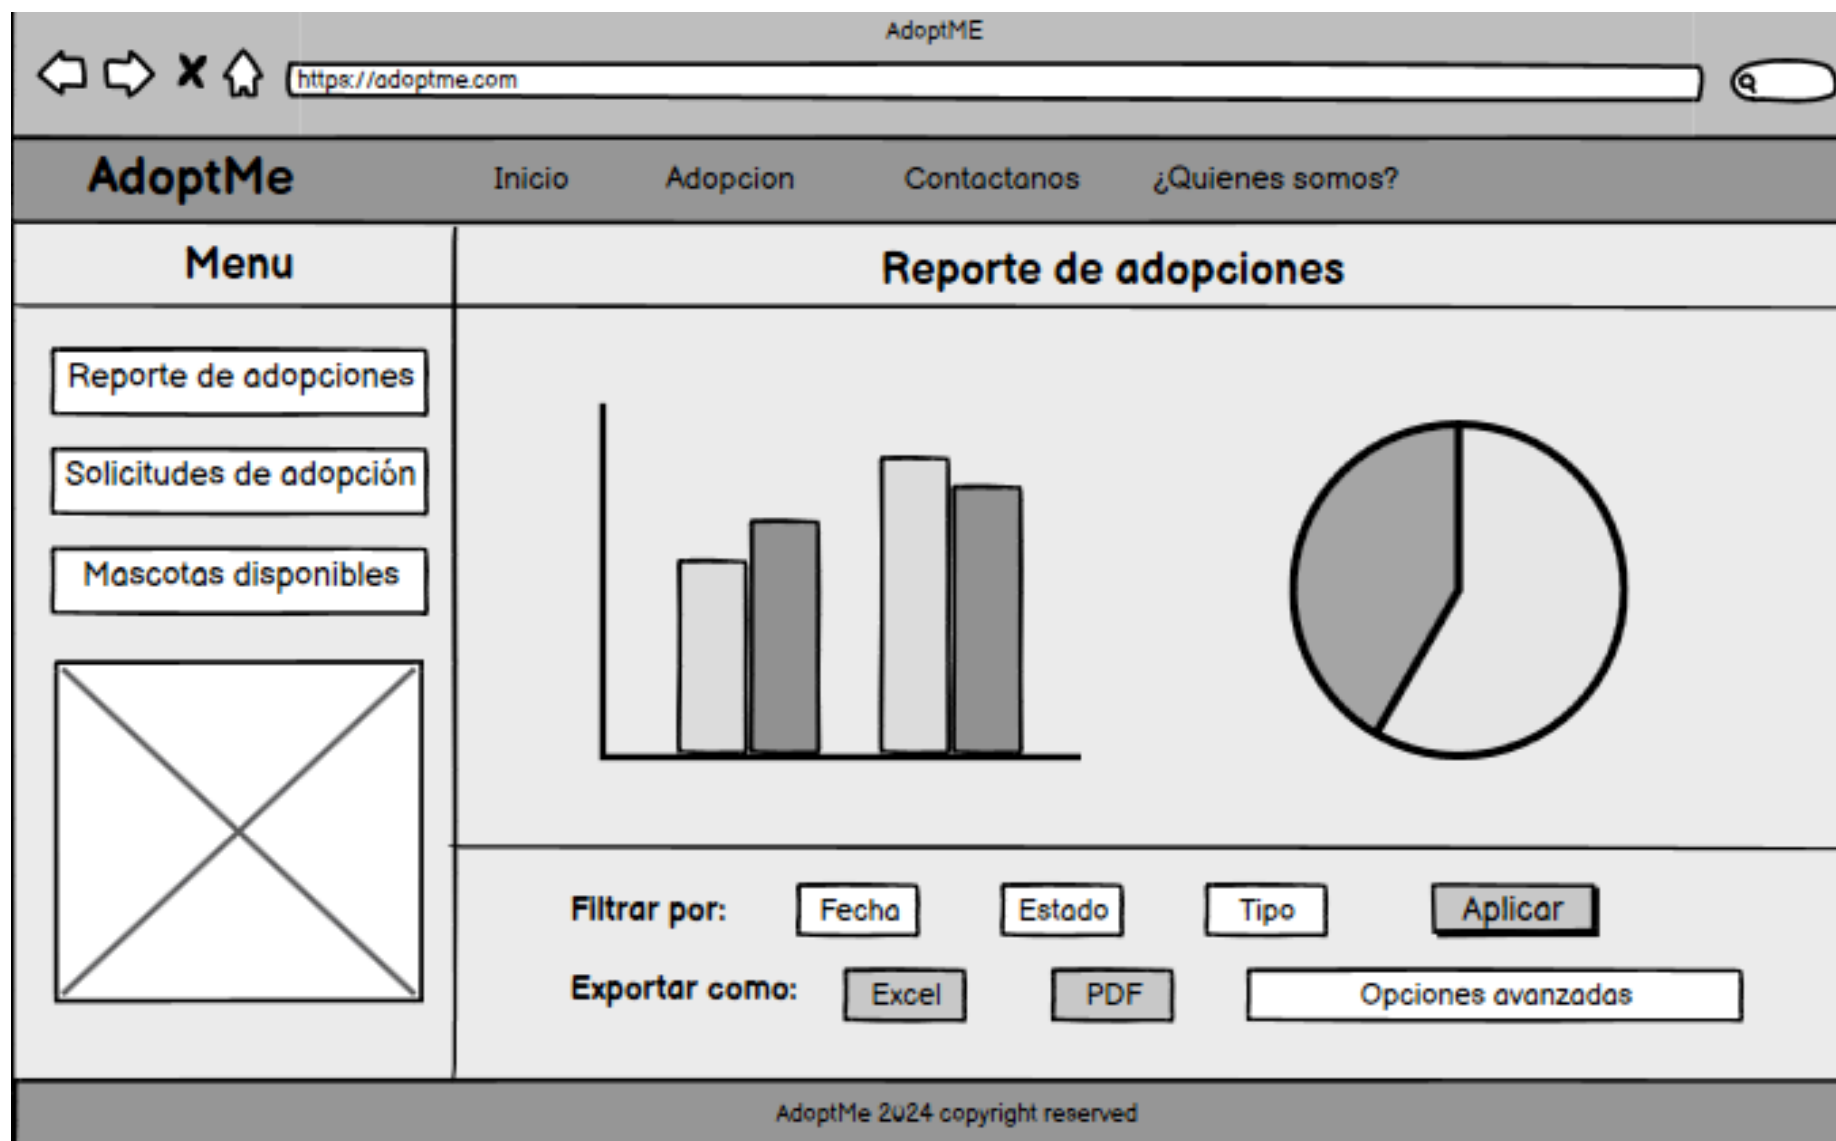 AdoptME
https://adoptme.com
AdoptMe Inicio Adopcion Contactanos ¿Quienes somos?
Menu
Reporte de adopciones
Solicitudes de adopción
Mascotas disponibles
Reporte de adopciones
Filtrar por: Fecha Estado Tipo Aplicar
Exportar como: Excel PDF Opciones avanzadas
AdoptMe 2024 copyright reserved